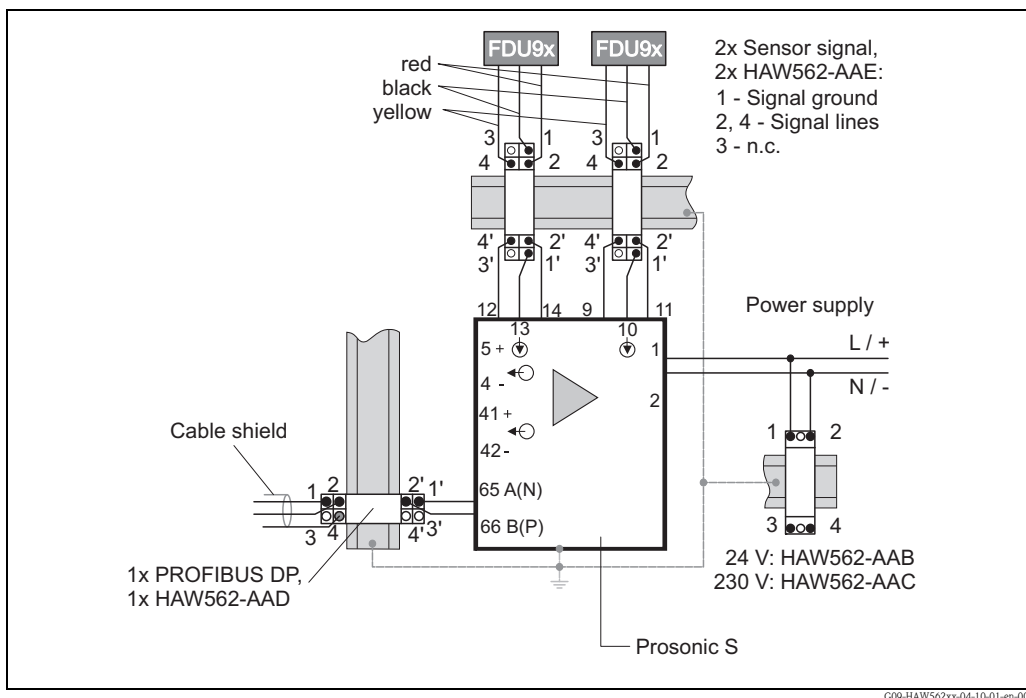 FDU9x FDU9x
red
black
yellow
2x Sensor signal,
2x HAW562-AAE:
1 - Signal ground
2, 4 - Signal lines
3 - n.c.
3 1 3 1
4 2 4 2
4' 2' 4' 2'
3' 1' 3' 1'
12 14 9 11
13 10
5 +
4 -
41 +
42 -
65 A(N)
66 B(P)
1
2
Power supply
L / +
N / -
1 2
3 4
24 V: HAW562-AAB
230 V: HAW562-AAC
Cable shield
1 2 2' 1'
3 4 4' 3'
1x PROFIBUS DP,
1x HAW562-AAD
Prosonic S